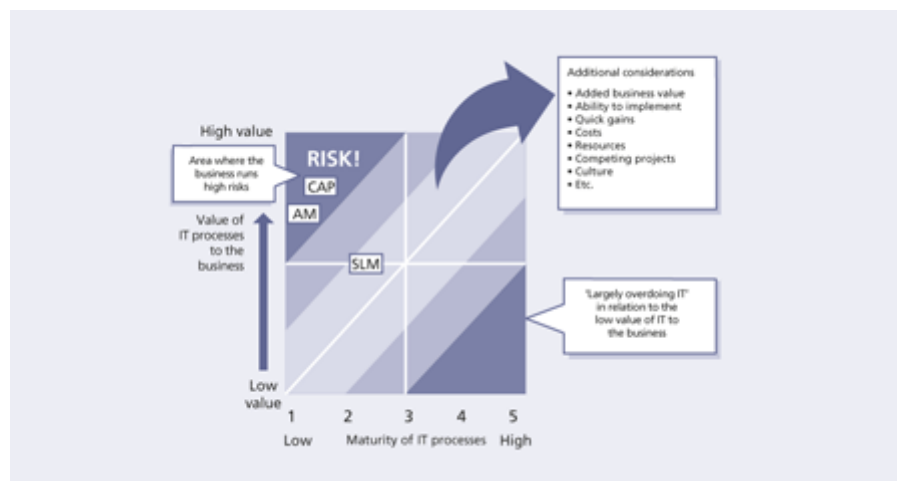 High value
Area where the
business runs
high risks
RISK!
CAP
AM
Value of
IT processes
to the
business
SLM
Low
value
1 2 3 4 5
Low Maturity of IT processes High
Additional considerations
• Added business value
• Ability to implement
• Quick gains
• Costs
• Resources
• Competing projects
• Culture
• Etc.
'Largely overdoing IT'
in relation to the
low value of IT to
the business